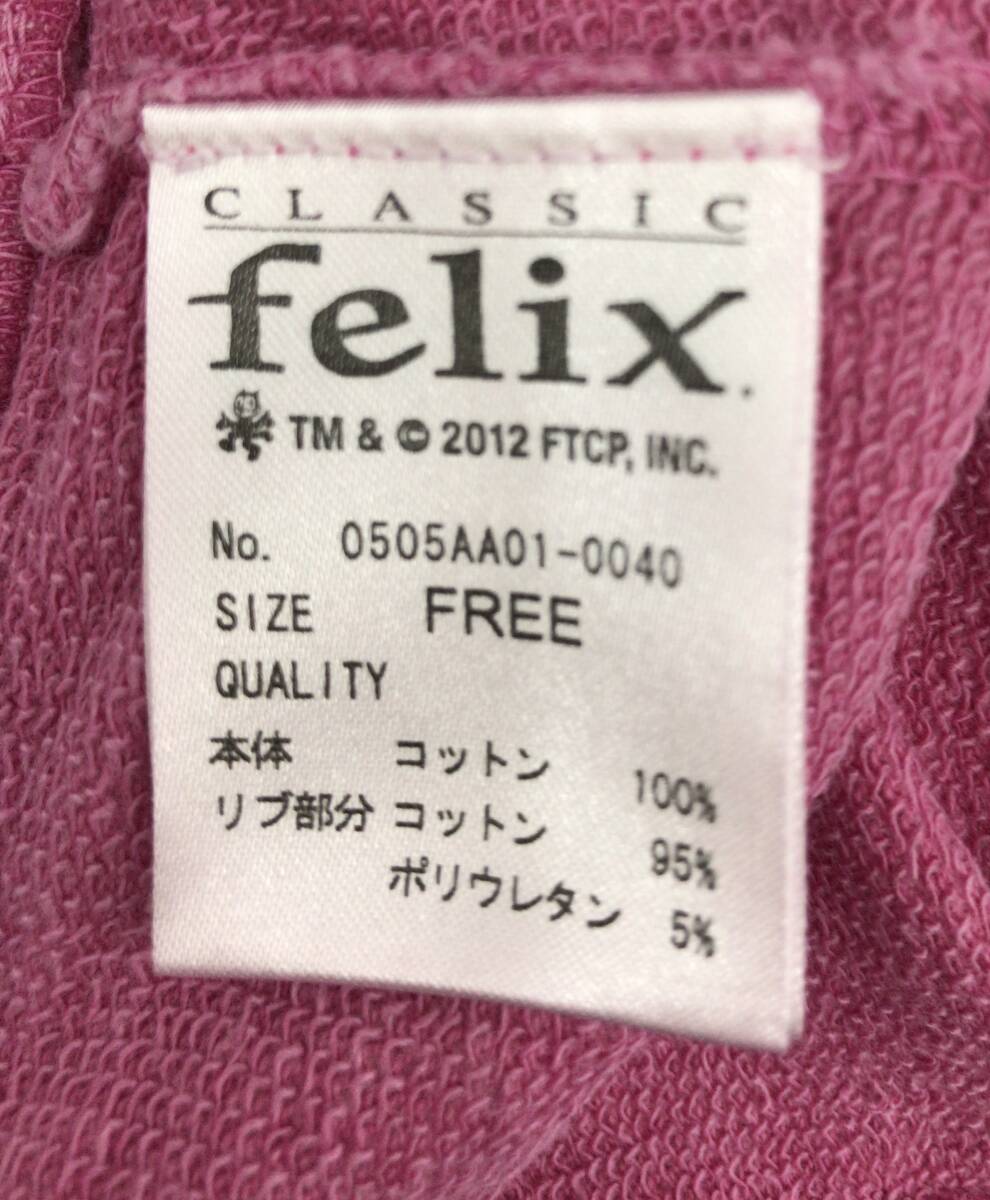 CLASSIC
felix.
TM & © 2012 FTCP, INC.
No. 0505AA01-0040
SIZE FREE
QUALITY
本体 コットン 100%
リブ部分 コットン 95%
ポリウレタン 5%